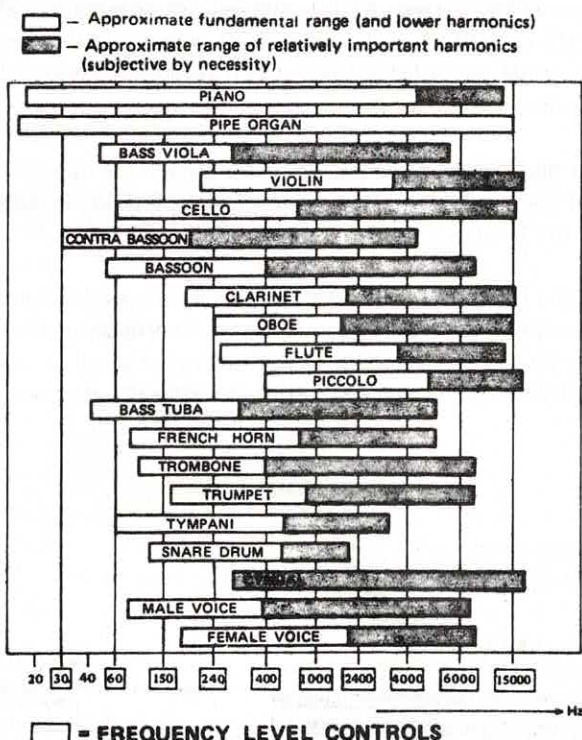 – Approximate fundamental range (and lower harmonics)
– Approximate range of relatively important harmonics
(subjective by necessity)
PIANO
PIPE ORGAN
BASS VIOLA
VIOLIN
CELLO
CONTRA BASSOON
BASSOON
CLARINET
OBOE
FLUTE
PICCOLO
BASS TUBA
FRENCH HORN
TROMBONE
TRUMPET
TYMPANI
SNARE DRUM
CYMBAL
MALE VOICE
FEMALE VOICE
20 30 40 60 150 240 400 1000 2400 4000 6000 15000
Hz
= FREQUENCY LEVEL CONTROLS